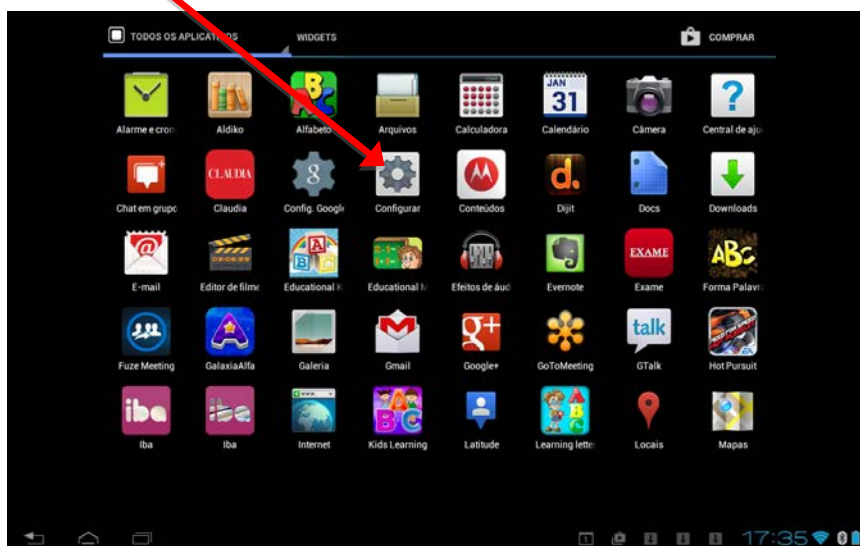 TODOS OS APLICATIVOS WIDGETS COMPRAR
JAN
31
Alarme e cron Aldiko Alfabeto Arquivos Calculadora Calendário Câmera Central de aju
CLAUDIA
Chat em grupo Claudia Config. Google Configurar Conteúdos Dijit Docs Downloads
EXAME ABC
E-mail Editor de filme Educational K Educational M Efeitos de áud Evernote Exame Forma Palavr
g+ talk
Fuze Meeting GalaxiaAlfa Galeria Gmail Google+ GoToMeeting GTalk Hot Pursuit
iba iba
Iba Iba Internet Kids Learning Latitude Learning lette Locais Mapas
17:35